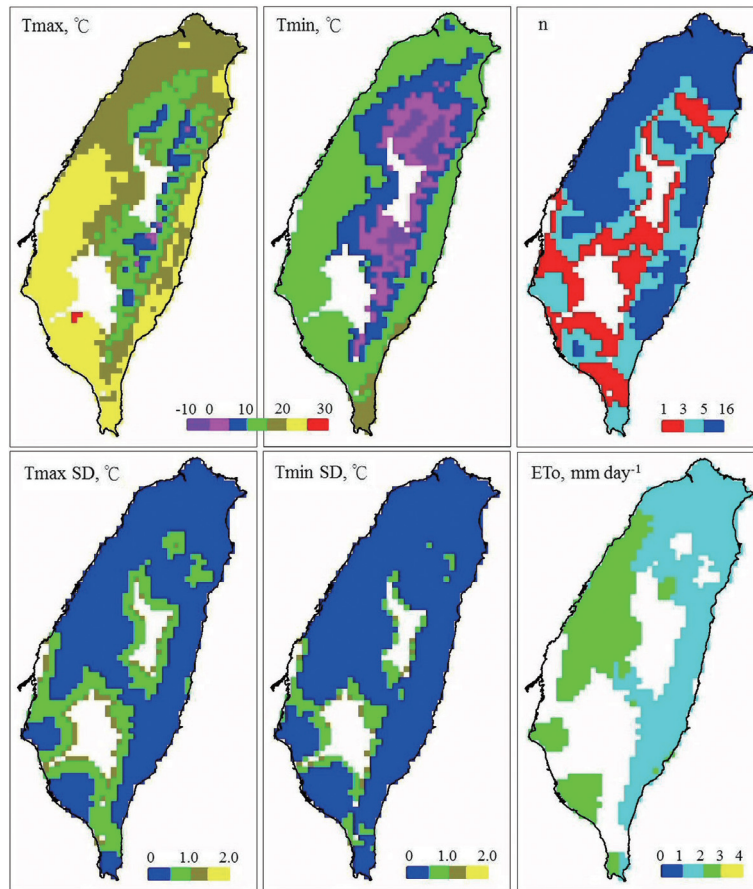 Tmax, ℃
Tmin, ℃
n
-10 0 10 20 30
1 3 5 16
Tmax SD, ℃
Tmin SD, ℃
ETo, mm day-1
0 1.0 2.0
0 1.0 2.0
0 1 2 3 4